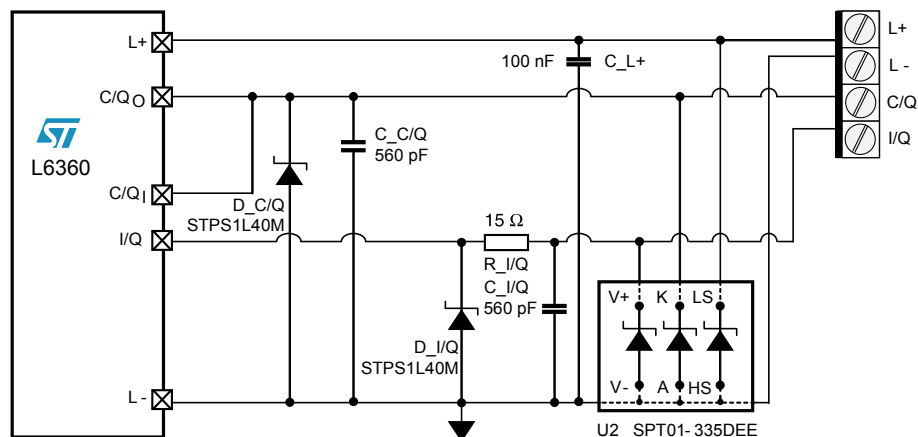 L+
C/QO
ST
L6360
C/QI
I/Q
L -
100 nF
C_L+
C_C/Q
560 pF
D_C/Q
STPS1L40M
15 Ω
R_I/Q
C_I/Q
560 pF
D_I/Q
STPS1L40M
V+
K
LS
V-
A
HS
U2 SPT01- 335DEE
L+
L -
C/Q
I/Q